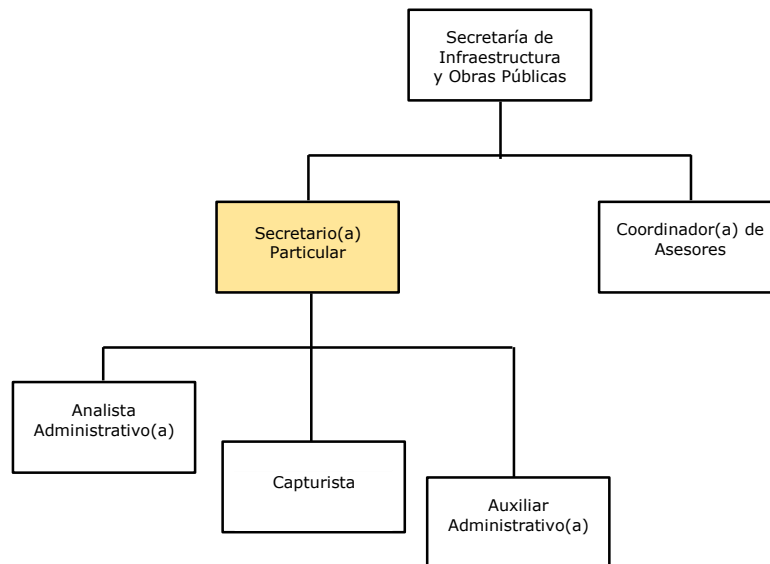 Secretaría de
Infraestructura
y Obras Públicas
Secretario(a)
Particular
Coordinador(a) de
Asesores
Analista
Administrativo(a)
Capturista
Auxiliar
Administrativo(a)